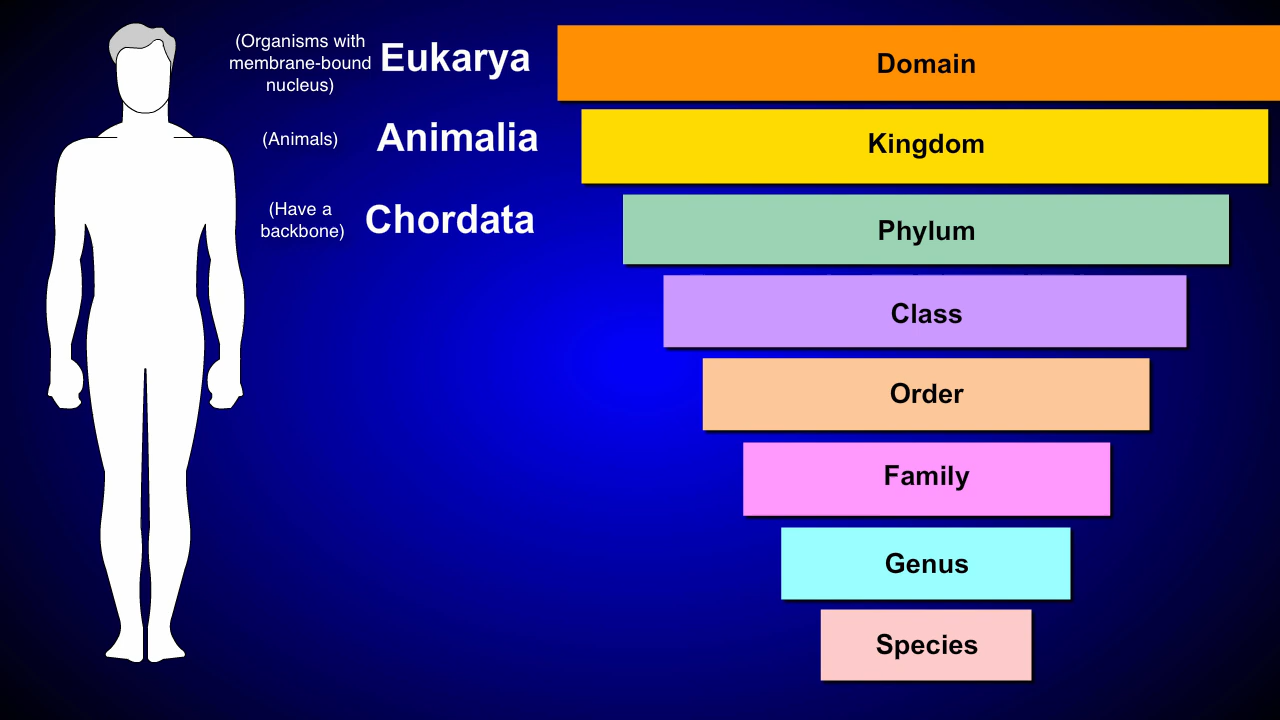 (Organisms with
membrane-bound
nucleus)
Eukarya
Domain
(Animals)
Animalia
Kingdom
(Have a
backbone)
Chordata
Phylum
Class
Order
Family
Genus
Species